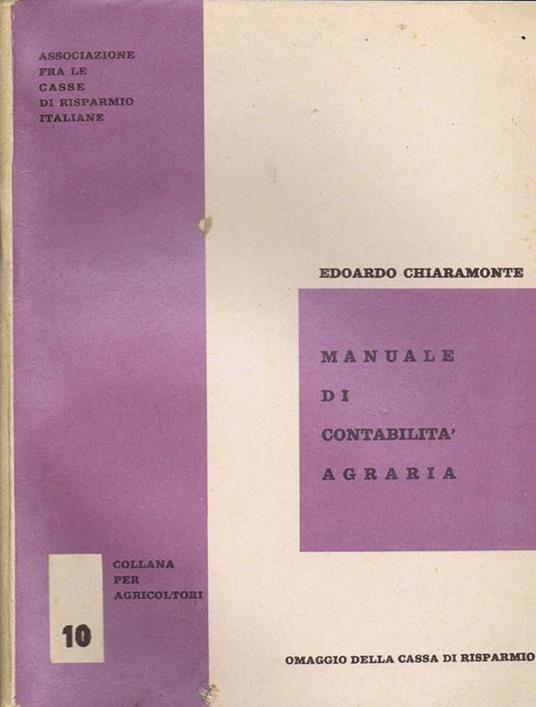 ASSOCIAZIONE
FRA LE
CASSE
DI RISPARMIO
ITALIANE
EDOARDO CHIARAMONTE
MANUALE
DI
CONTABILITA'
AGRARIA
COLLANA
PER
AGRICOLTORI
10
OMAGGIO DELLA CASSA DI RISPARMIO